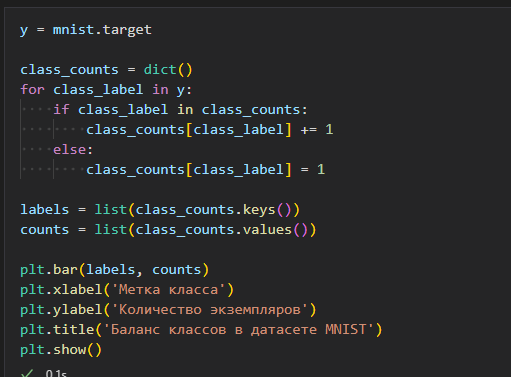 y = mnist.target
class_counts = dict()
for class_label in y:
    if class_label in class_counts:
        class_counts[class_label] += 1
    else:
        class_counts[class_label] = 1
labels = list(class_counts.keys())
counts = list(class_counts.values())
plt.bar(labels, counts)
plt.xlabel('Метка класса')
plt.ylabel('Количество экземпляров')
plt.title('Баланс классов в датасете MNIST')
plt.show()
0.1s